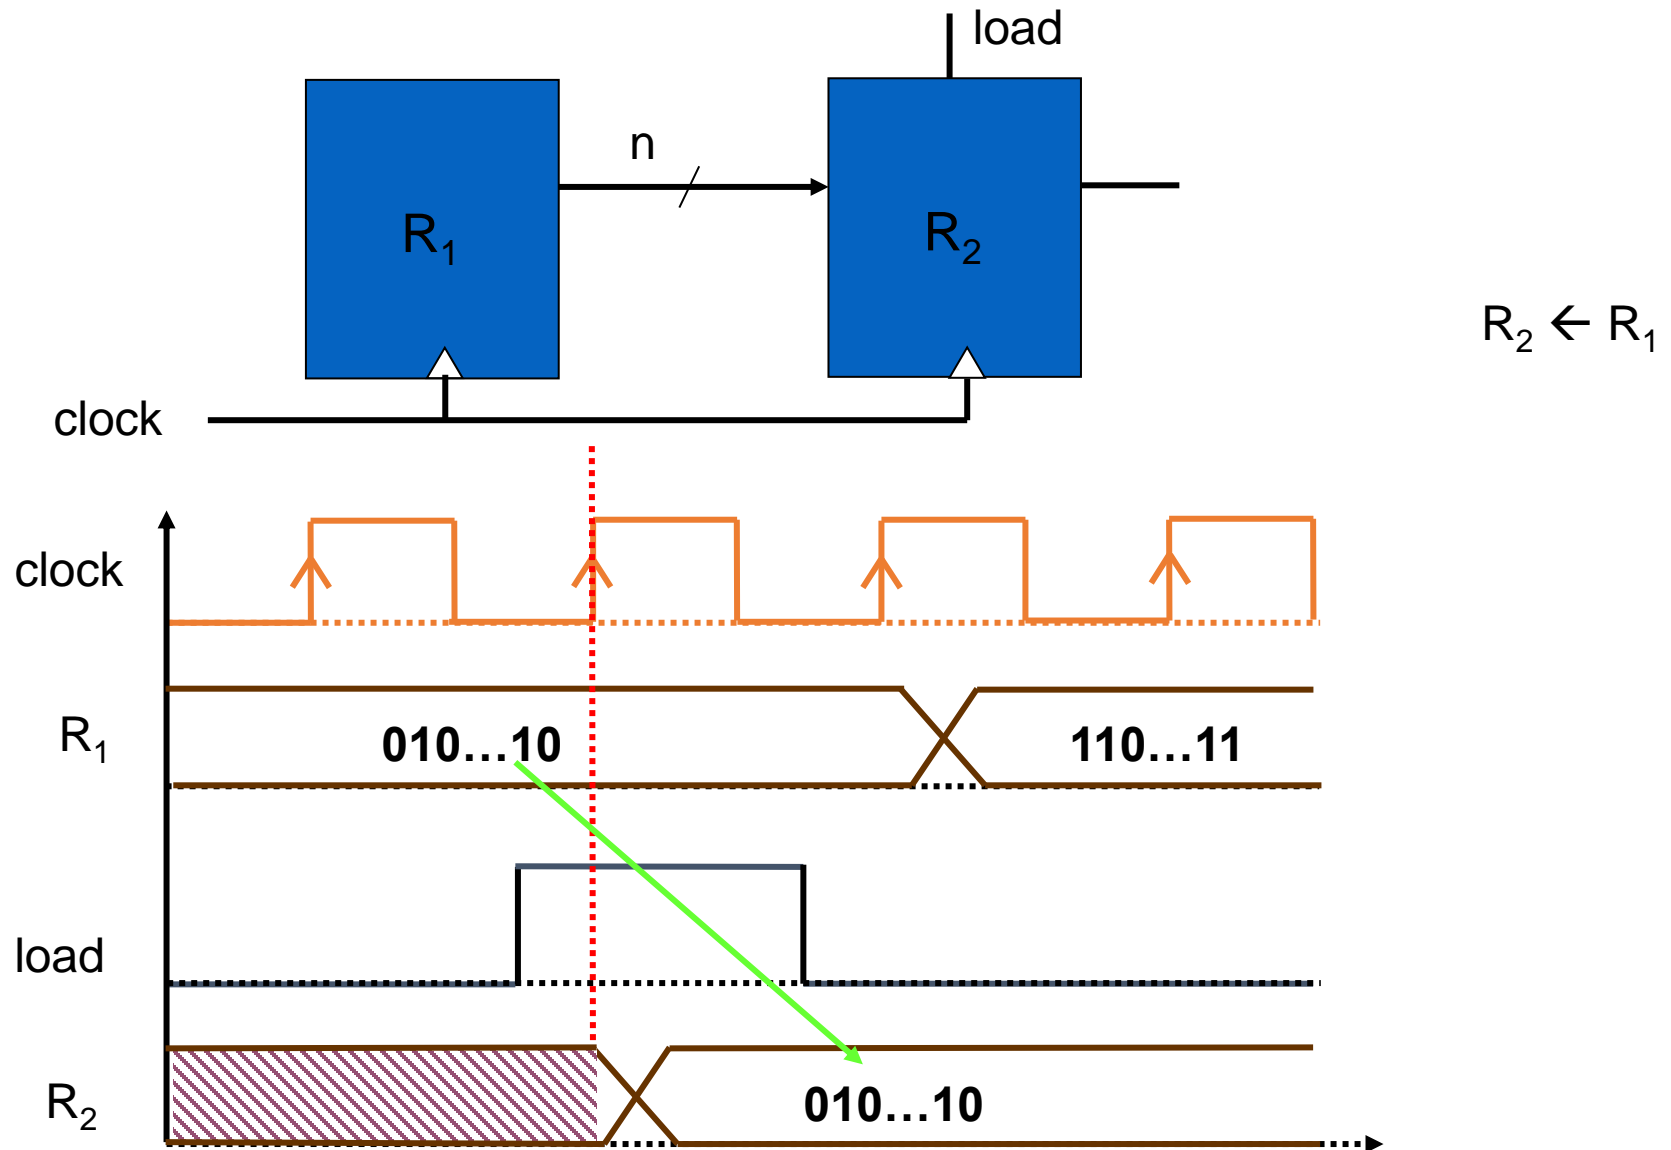 load
n
R₁
R₂
R₂ ← R₁
clock
clock
R₁
010...10
110...11
load
R₂
010...10